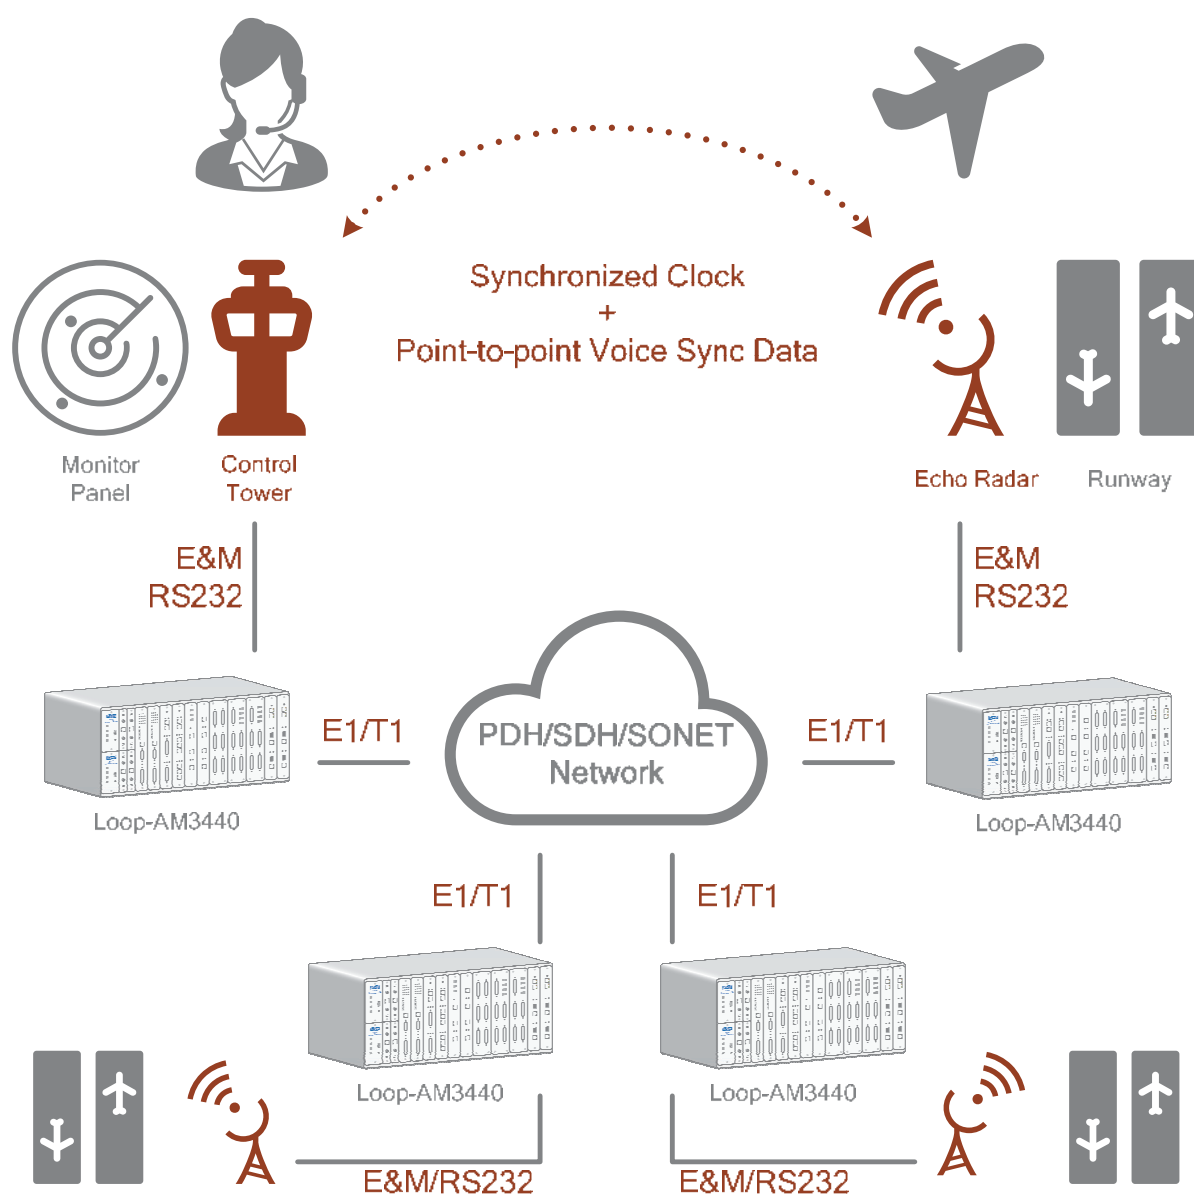 Synchronized Clock
+
Point-to-point Voice Sync Data
Monitor
Panel
Control
Tower
Echo Radar
Runway
E&M
RS232
E&M
RS232
E1/T1
PDH/SDH/SONET
Network
E1/T1
Loop-AM3440
Loop-AM3440
E1/T1
E1/T1
Loop-AM3440
Loop-AM3440
E&M/RS232
E&M/RS232